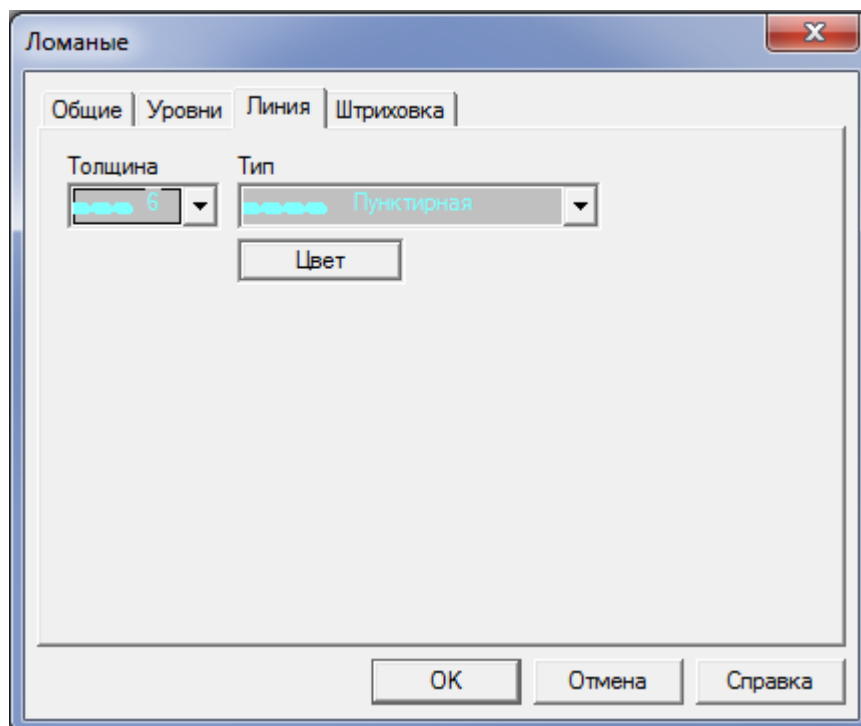 Ломаные
Общие Уровни Линия Штриховка
Толщина Тип
6 Пунктирная
Цвет
OK Отмена Справка